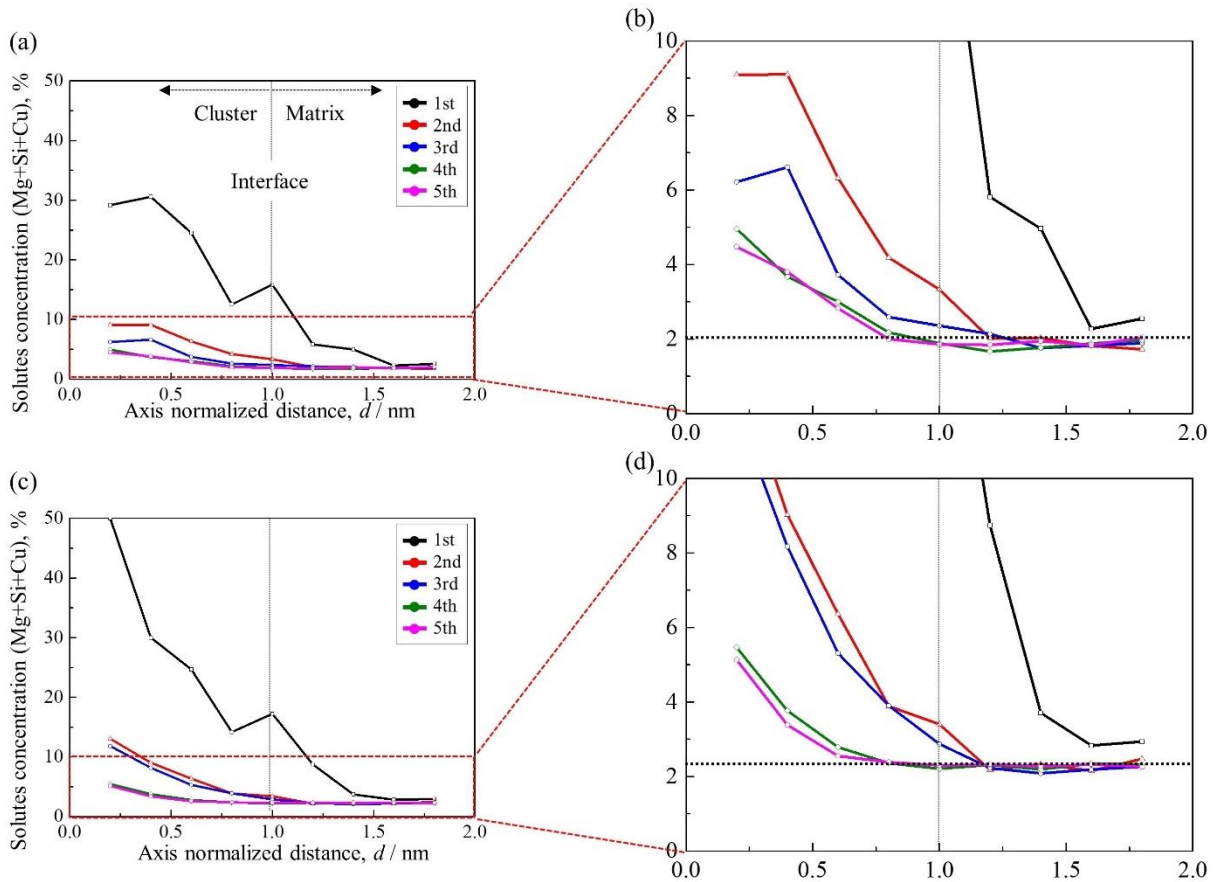 (a)
50
40
30
20
10
0
Solutes concentration (Mg+Si+Cu), %
Cluster Matrix
Interface
1st
2nd
3rd
4th
5th
0.0 0.5 1.0 1.5 2.0
Axis normalized distance, d / nm
(b)
10
8
6
4
2
0
0.0 0.5 1.0 1.5 2.0
(c)
50
40
30
20
10
0
Solutes concentration (Mg+Si+Cu), %
1st
2nd
3rd
4th
5th
0.0 0.5 1.0 1.5 2.0
Axis normalized distance, d / nm
(d)
10
8
6
4
2
0
0.0 0.5 1.0 1.5 2.0